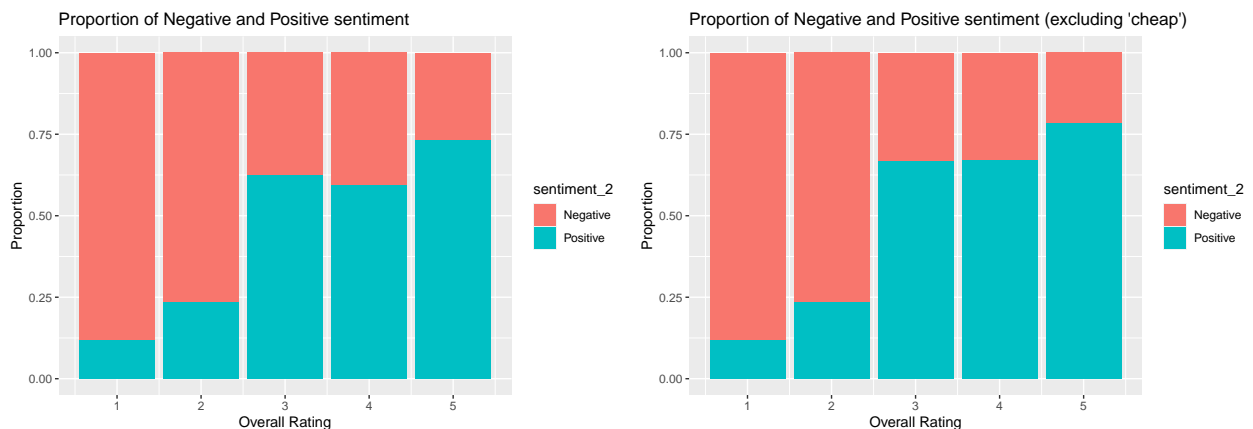 Proportion of Negative and Positive sentiment
1.00
0.75
0.50
0.25
0.00
Proportion
1 2 3 4 5
Overall Rating
sentiment_2
Negative
Positive
Proportion of Negative and Positive sentiment (excluding 'cheap')
1.00
0.75
0.50
0.25
0.00
Proportion
1 2 3 4 5
Overall Rating
sentiment_2
Negative
Positive